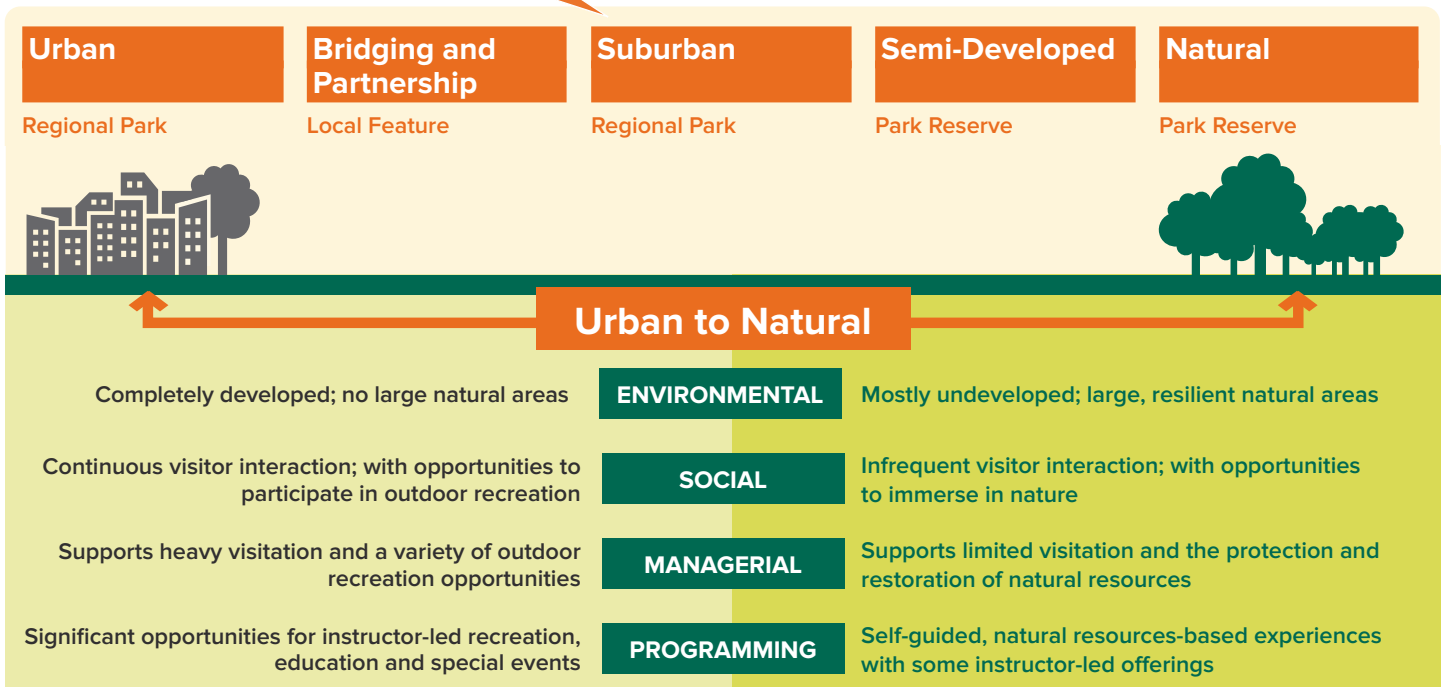 Urban
Bridging and
Partnership
Suburban
Semi-Developed
Natural
Regional Park
Local Feature
Regional Park
Park Reserve
Park Reserve
Urban to Natural
Completely developed; no large natural areas
ENVIRONMENTAL
Mostly undeveloped; large, resilient natural areas
Continuous visitor interaction; with opportunities to
participate in outdoor recreation
SOCIAL
Infrequent visitor interaction; with opportunities
to immerse in nature
Supports heavy visitation and a variety of outdoor
recreation opportunities
MANAGERIAL
Supports limited visitation and the protection and
restoration of natural resources
Significant opportunities for instructor-led recreation,
education and special events
PROGRAMMING
Self-guided, natural resources-based experiences
with some instructor-led offerings